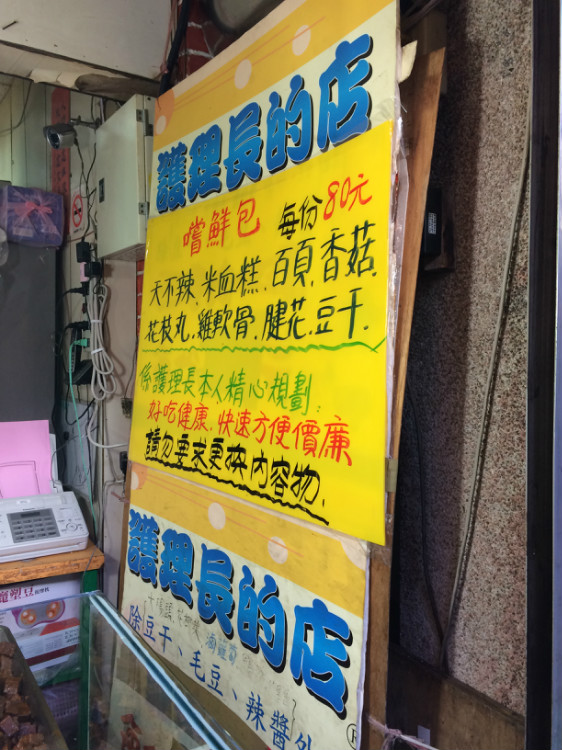 護理長的店
嚐鮮包 每份80元
天不辣.米血糕.百頁.香菇.
花枝丸.雞軟骨.腱花.豆干.
係護理長本人精心規劃.
好吃健康.快速方便價廉
請勿要求更換內容物.
護理長的店
除豆干、毛豆、辣醬外